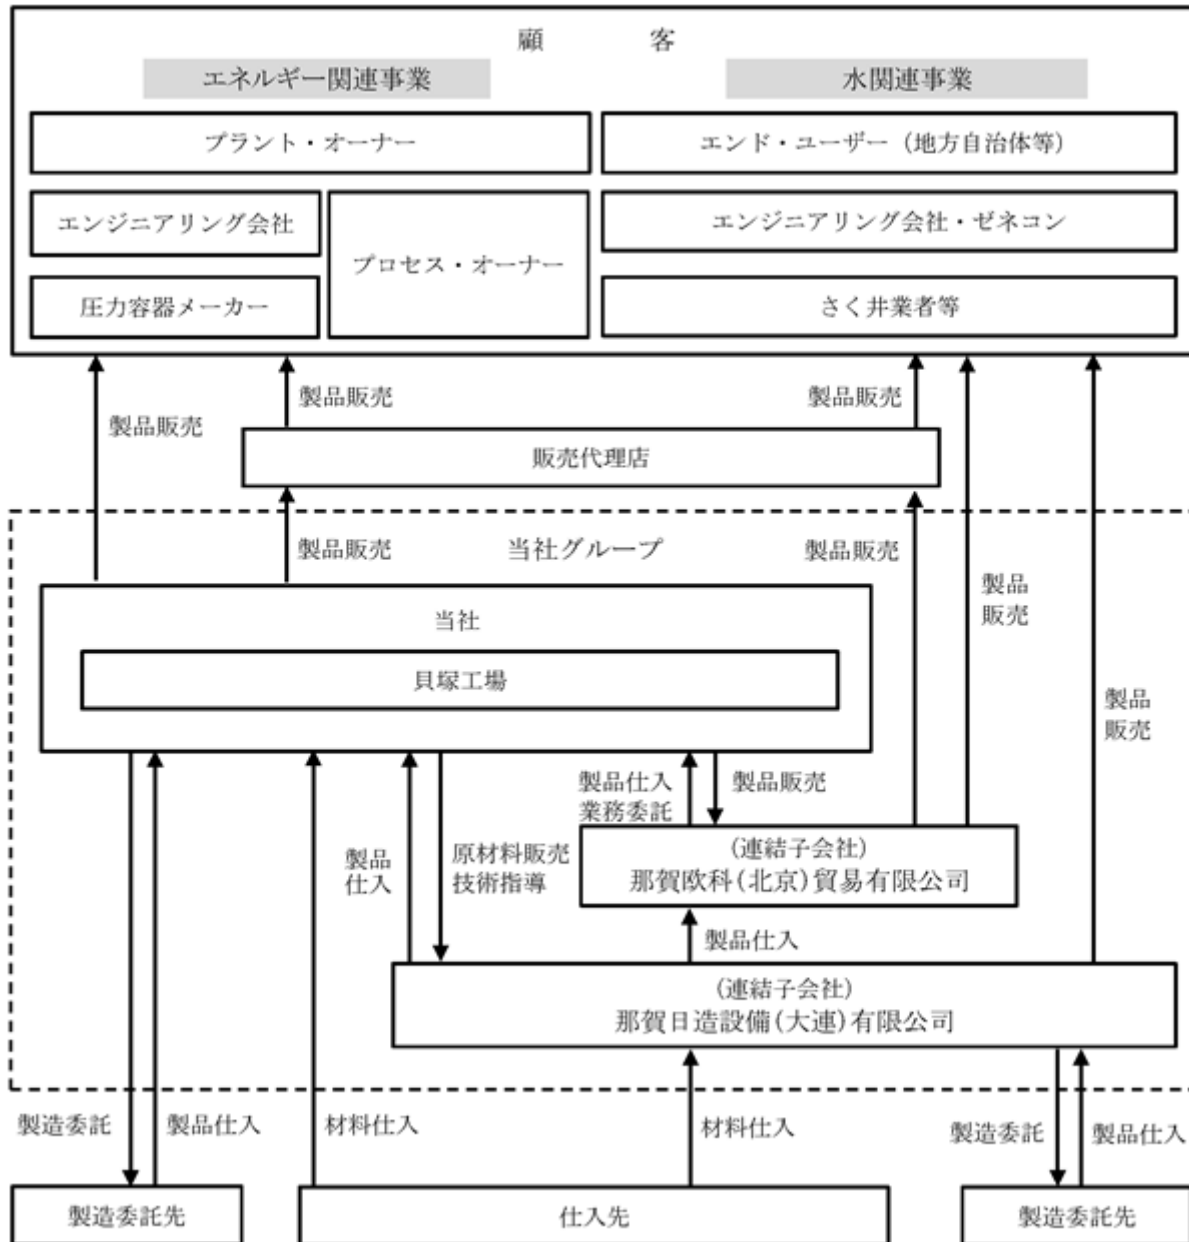 顧　客
エネルギー関連事業
水関連事業
プラント・オーナー
エンド・ユーザー（地方自治体等）
エンジニアリング会社
プロセス・オーナー
エンジニアリング会社・ゼネコン
圧力容器メーカー
さく井業者等
製品販売
製品販売
製品販売
販売代理店
当社グループ
製品販売
製品販売
製品
販売
製品
販売
当社
貝塚工場
製品仕入
業務委託
製品販売
製品
仕入
原材料販売
技術指導
(連結子会社)
那賀欧科(北京)貿易有限公司
製品仕入
(連結子会社)
那賀日造設備(大連)有限公司
製造委託
製品仕入
材料仕入
材料仕入
製造委託
製品仕入
製造委託先
仕入先
製造委託先